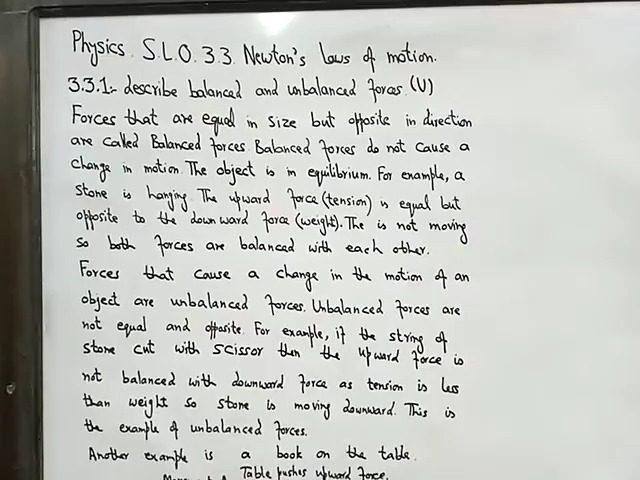 Physics. S.L.O. 3.3. Newton's laws of motion.
3.3.1:- describe balanced and unbalanced forces. (U)
Forces that are equal in size but opposite in direction
are called Balanced forces. Balanced forces do not cause a
change in motion. The object is in equilibrium. For example, a
stone is hanging. The upward force (tension) is equal but
opposite to the downward force (weight). The is not moving
so both forces are balanced with each other.
Forces that cause a change in the motion of an
object are unbalanced forces. Unbalanced forces are
not equal and opposite. For example, if the string of
stone cut with scissor then the upward force is
not balanced with downward force as tension is less
than weight so stone is moving downward. This is
the example of unbalanced forces.
Another example is a book on the table.
Table pushes upward force.